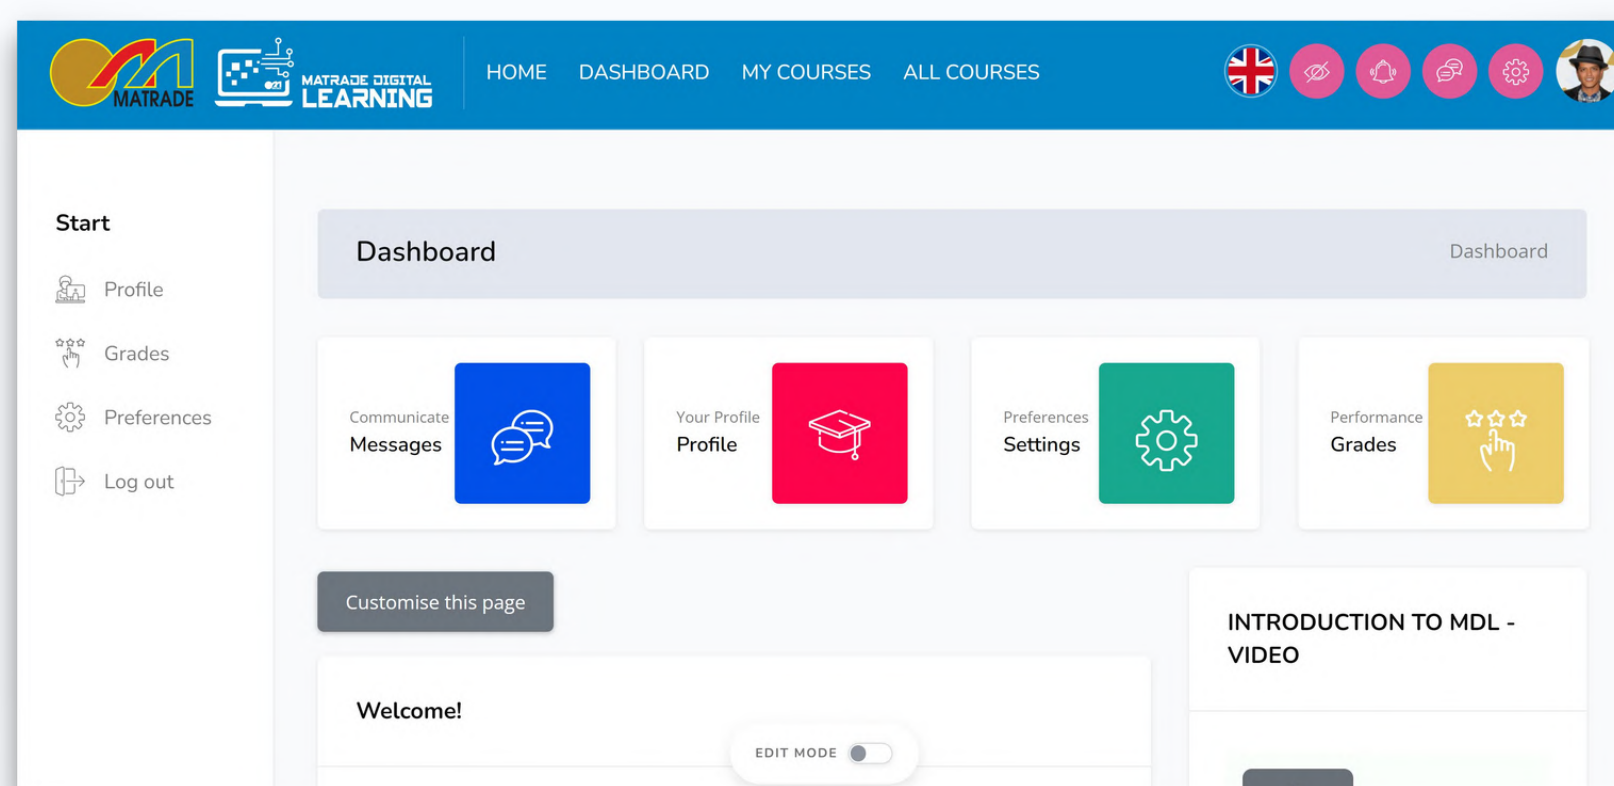 MATRADE
MATRADE DIGITAL
LEARNING
HOME DASHBOARD MY COURSES ALL COURSES
Start
Profile
Grades
Preferences
Log out
Dashboard
Dashboard
Communicate
Messages
Your Profile
Profile
Preferences
Settings
Performance
Grades
Customise this page
INTRODUCTION TO MDL -
VIDEO
Welcome!
EDIT MODE